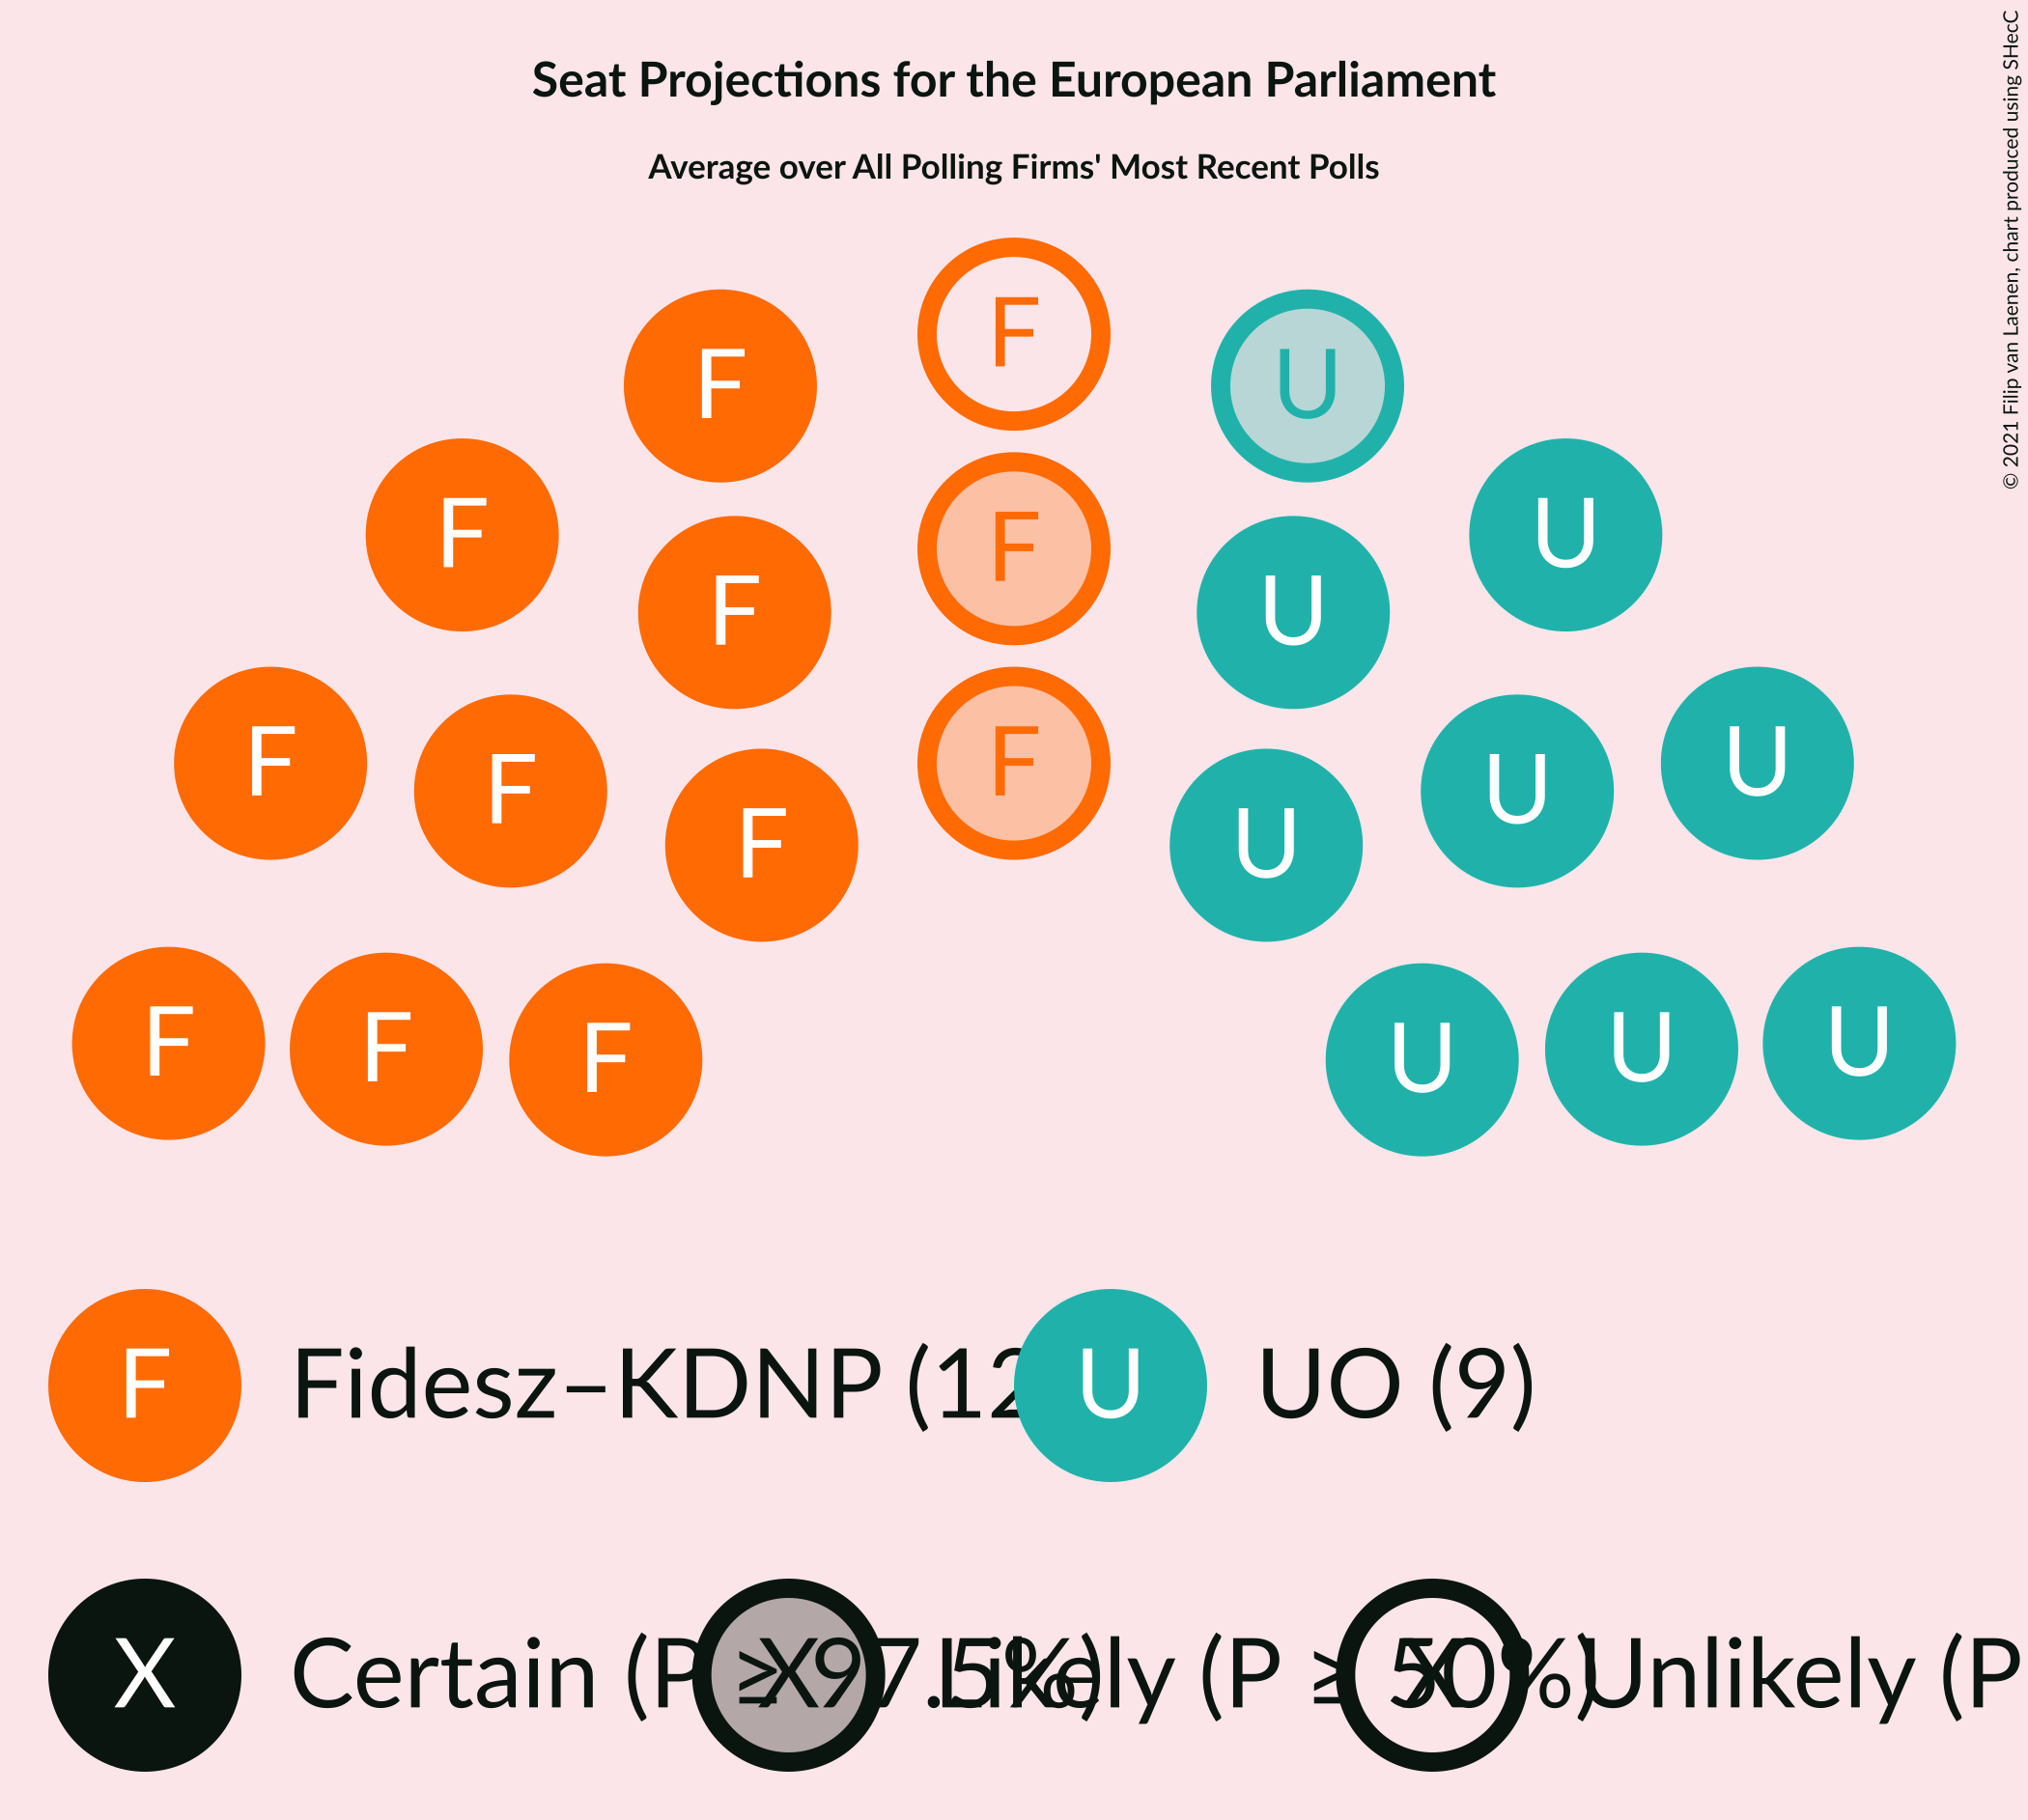 Seat Projections for the European Parliament
Average over All Polling Firms' Most Recent Polls
© 2021 Filip van Laenen, chart produced using SHecC
F
F U
F U
F
F U
F
F U
F U
F U
F U
F U
F U
F U
F Fidesz–KDNP (12 U UO (9)
X Certain (P ≥ 97.5%) X Likely (P ≥ 50%) X Unlikely (P